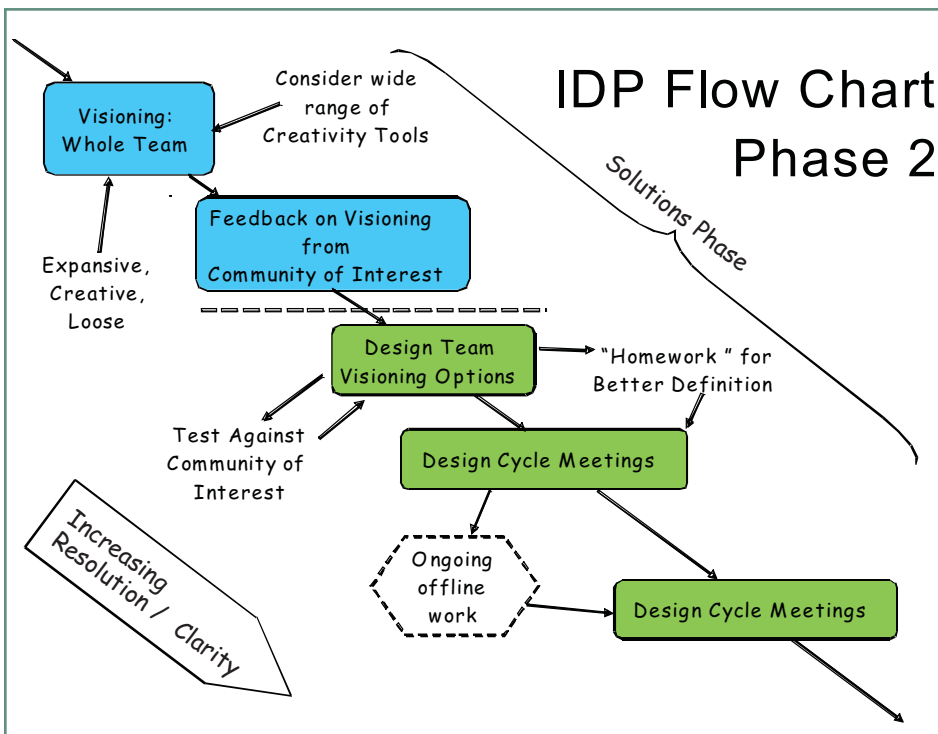 IDP Flow Chart
Phase 2
Consider wide
range of
Creativity Tools
Visioning:
Whole Team
Solutions Phase
Feedback on Visioning
from
Community of Interest
Expansive,
Creative,
Loose
Design Team
Visioning Options
"Homework " for
Better Definition
Test Against
Community of
Interest
Design Cycle Meetings
Increasing
Resolution / Clarity
Ongoing
offline
work
Design Cycle Meetings